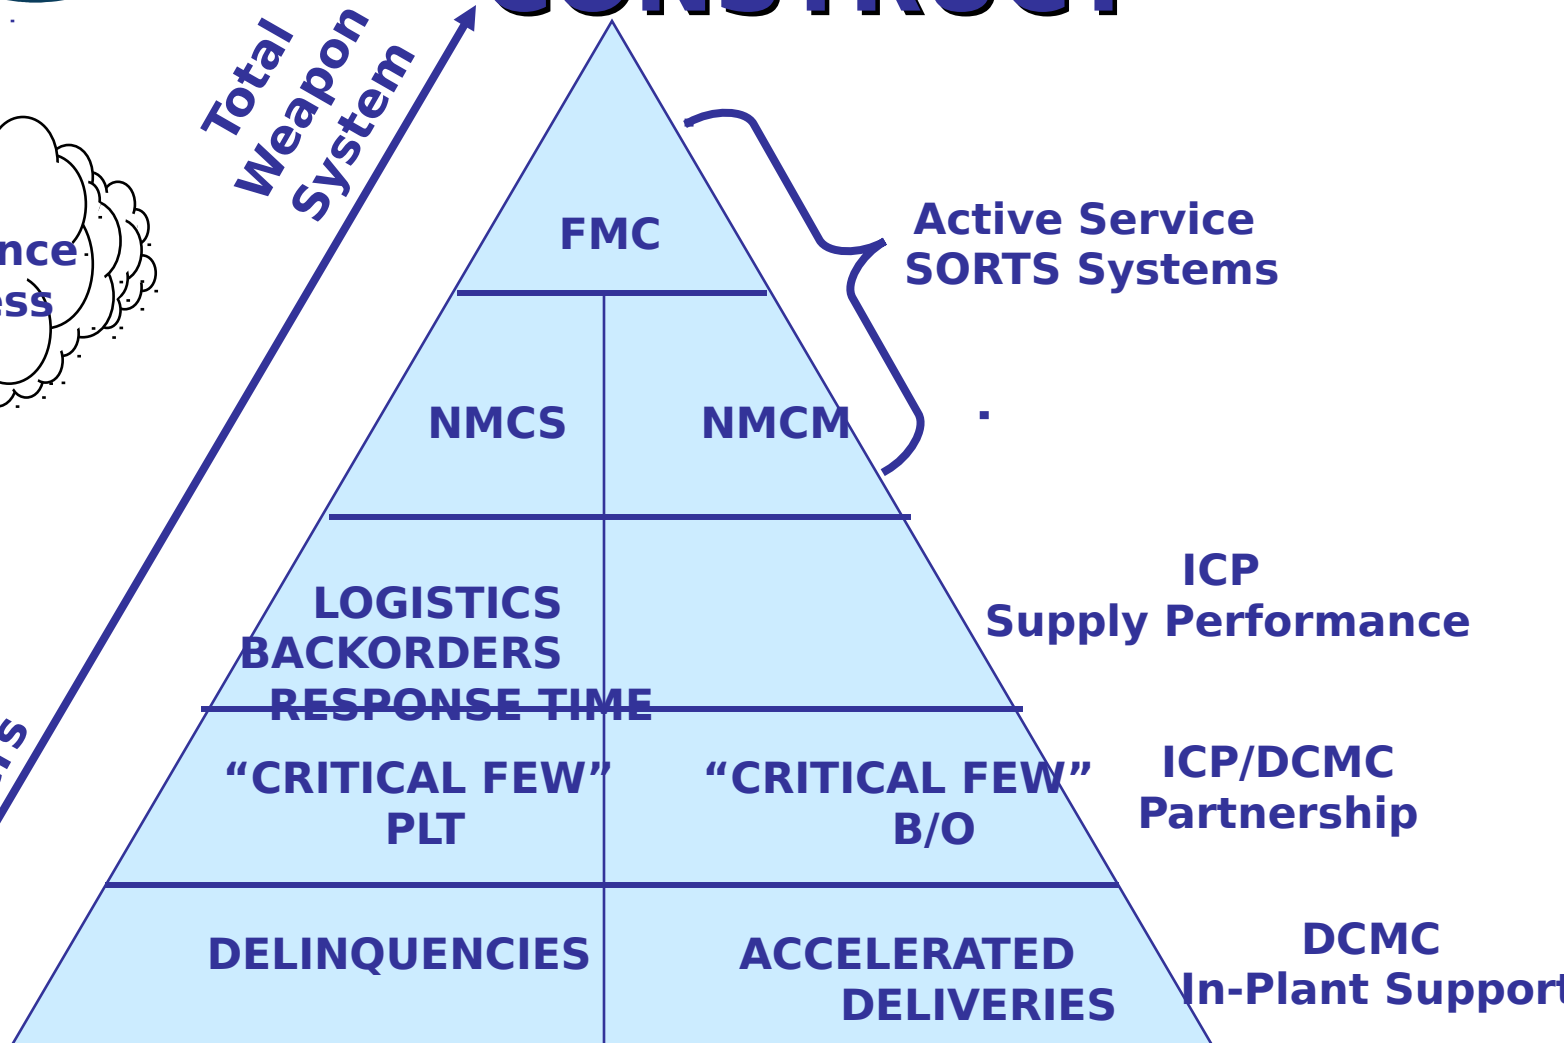 CONSTRUCT
Total
Weapon
System
FMC
Active Service
SORTS Systems
NMCS
NMCM
LOGISTICS
BACKORDERS
RESPONSE TIME
ICP
Supply Performance
“CRITICAL FEW”
PLT
“CRITICAL FEW”
B/O
ICP/DCMC
Partnership
DELINQUENCIES
ACCELERATED
DELIVERIES
DCMC
In-Plant Support